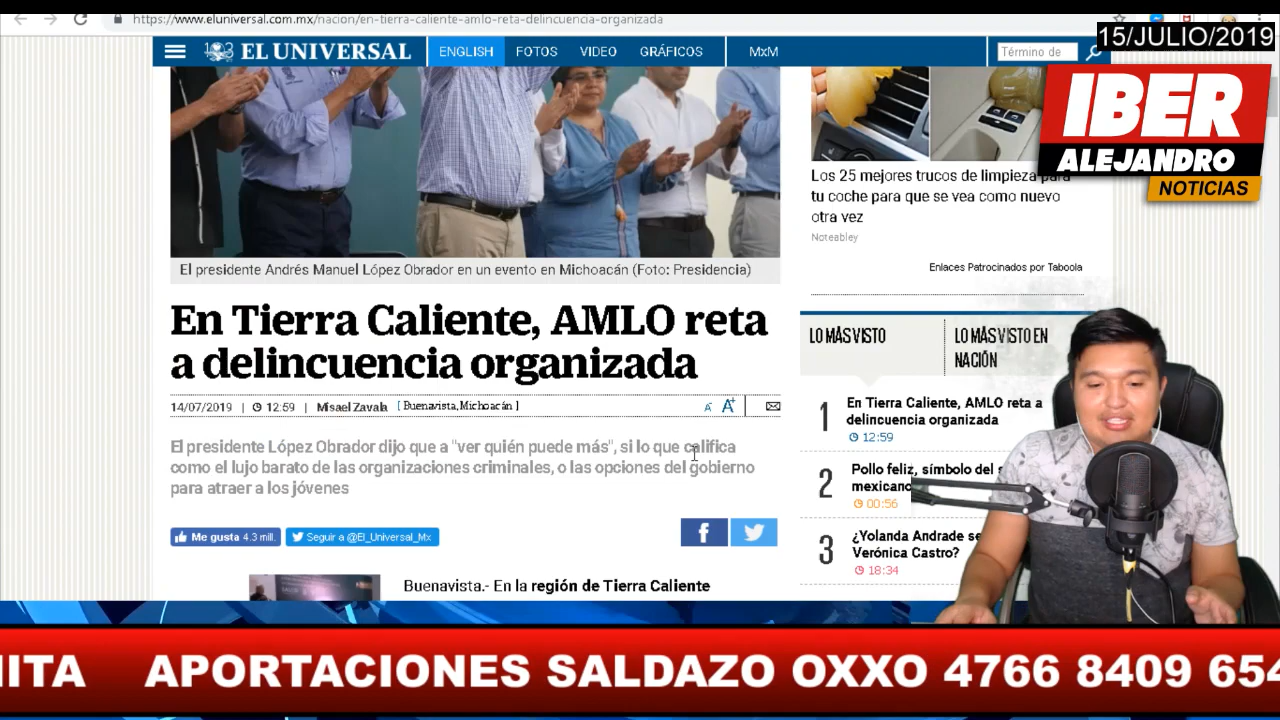 https://www.eluniversal.com.mx/nacion/en-tierra-caliente-amlo-reta-delincuencia-organizada
15/JULIO/2019
EL UNIVERSAL
ENGLISH
FOTOS
VIDEO
GRÁFICOS
MxM
Término de
IBER
ALEJANDRO
NOTICIAS
El presidente Andrés Manuel López Obrador en un evento en Michoacán (Foto: Presidencia)
En Tierra Caliente, AMLO reta
a delincuencia organizada
14/07/2019 | 12:59 | Misael Zavala [ Buenavista, Michoacán ]
A- A+
El presidente López Obrador dijo que a "ver quién puede más", si lo que califica
como el lujo barato de las organizaciones criminales, o las opciones del gobierno
para atraer a los jóvenes
Me gusta 4.3 mill.
Seguir a @El_Universal_Mx
Buenavista.- En la región de Tierra Caliente
Los 25 mejores trucos de limpieza para
tu coche para que se vea como nuevo
otra vez
Noteabley
Enlaces Patrocinados por Taboola
LO MÁS VISTO
LO MÁS VISTO EN
NACIÓN
1
En Tierra Caliente, AMLO reta a
delincuencia organizada
12:59
2
Pollo feliz, símbolo del s
mexicano
00:56
3
¿Yolanda Andrade se
Verónica Castro?
18:34
MITA APORTACIONES SALDAZO OXXO 4766 8409 654